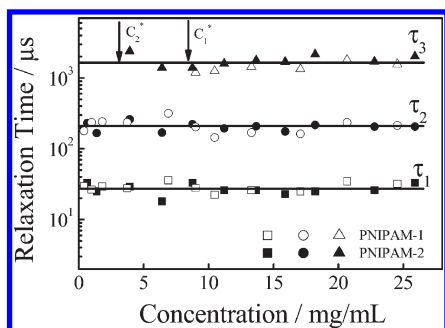 C₂* C₁* τ₃
10³
τ₂
10²
τ₁
10¹
PNIPAM-1
PNIPAM-2
0 5 10 15 20 25 30
Relaxation Time / μs
Concentration / mg/mL